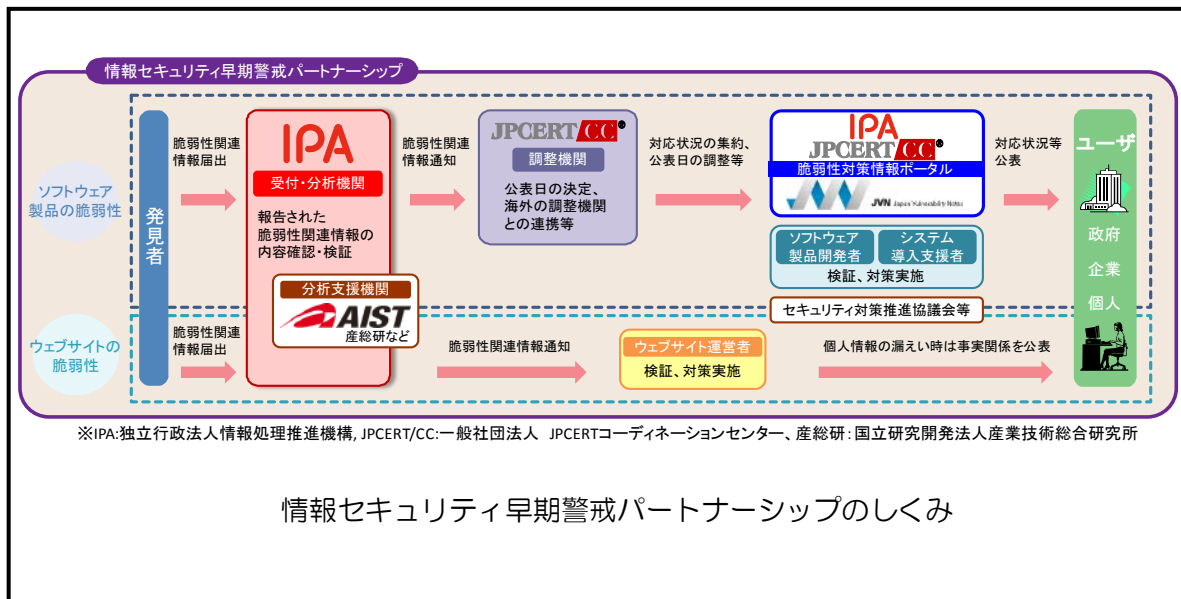 情報セキュリティ早期警戒パートナーシップ
ソフトウェア
製品の脆弱性
発見者
脆弱性関連
情報届出
IPA
受付・分析機関
報告された
脆弱性関連情報の
内容確認・検証
分析支援機関
AIST
産総研など
脆弱性関連
情報通知
JPCERT CC®
調整機関
公表日の決定、
海外の調整機関
との連携等
対応状況の集約、
公表日の調整等
IPA
JPCERT CC®
脆弱性対策情報ポータル
JVN Japan Vulnerability Notes
ソフトウェア
製品開発者
システム
導入支援者
検証、対策実施
セキュリティ対策推進協議会等
対応状況等
公表
ユーザ
政府
企業
個人
ウェブサイトの
脆弱性
脆弱性関連
情報届出
脆弱性関連情報通知
ウェブサイト運営者
検証、対策実施
個人情報の漏えい時は事実関係を公表
※IPA:独立行政法人情報処理推進機構, JPCERT/CC:一般社団法人 JPCERTコーディネーションセンター、産総研:国立研究開発法人産業技術総合研究所
情報セキュリティ早期警戒パートナーシップのしくみ